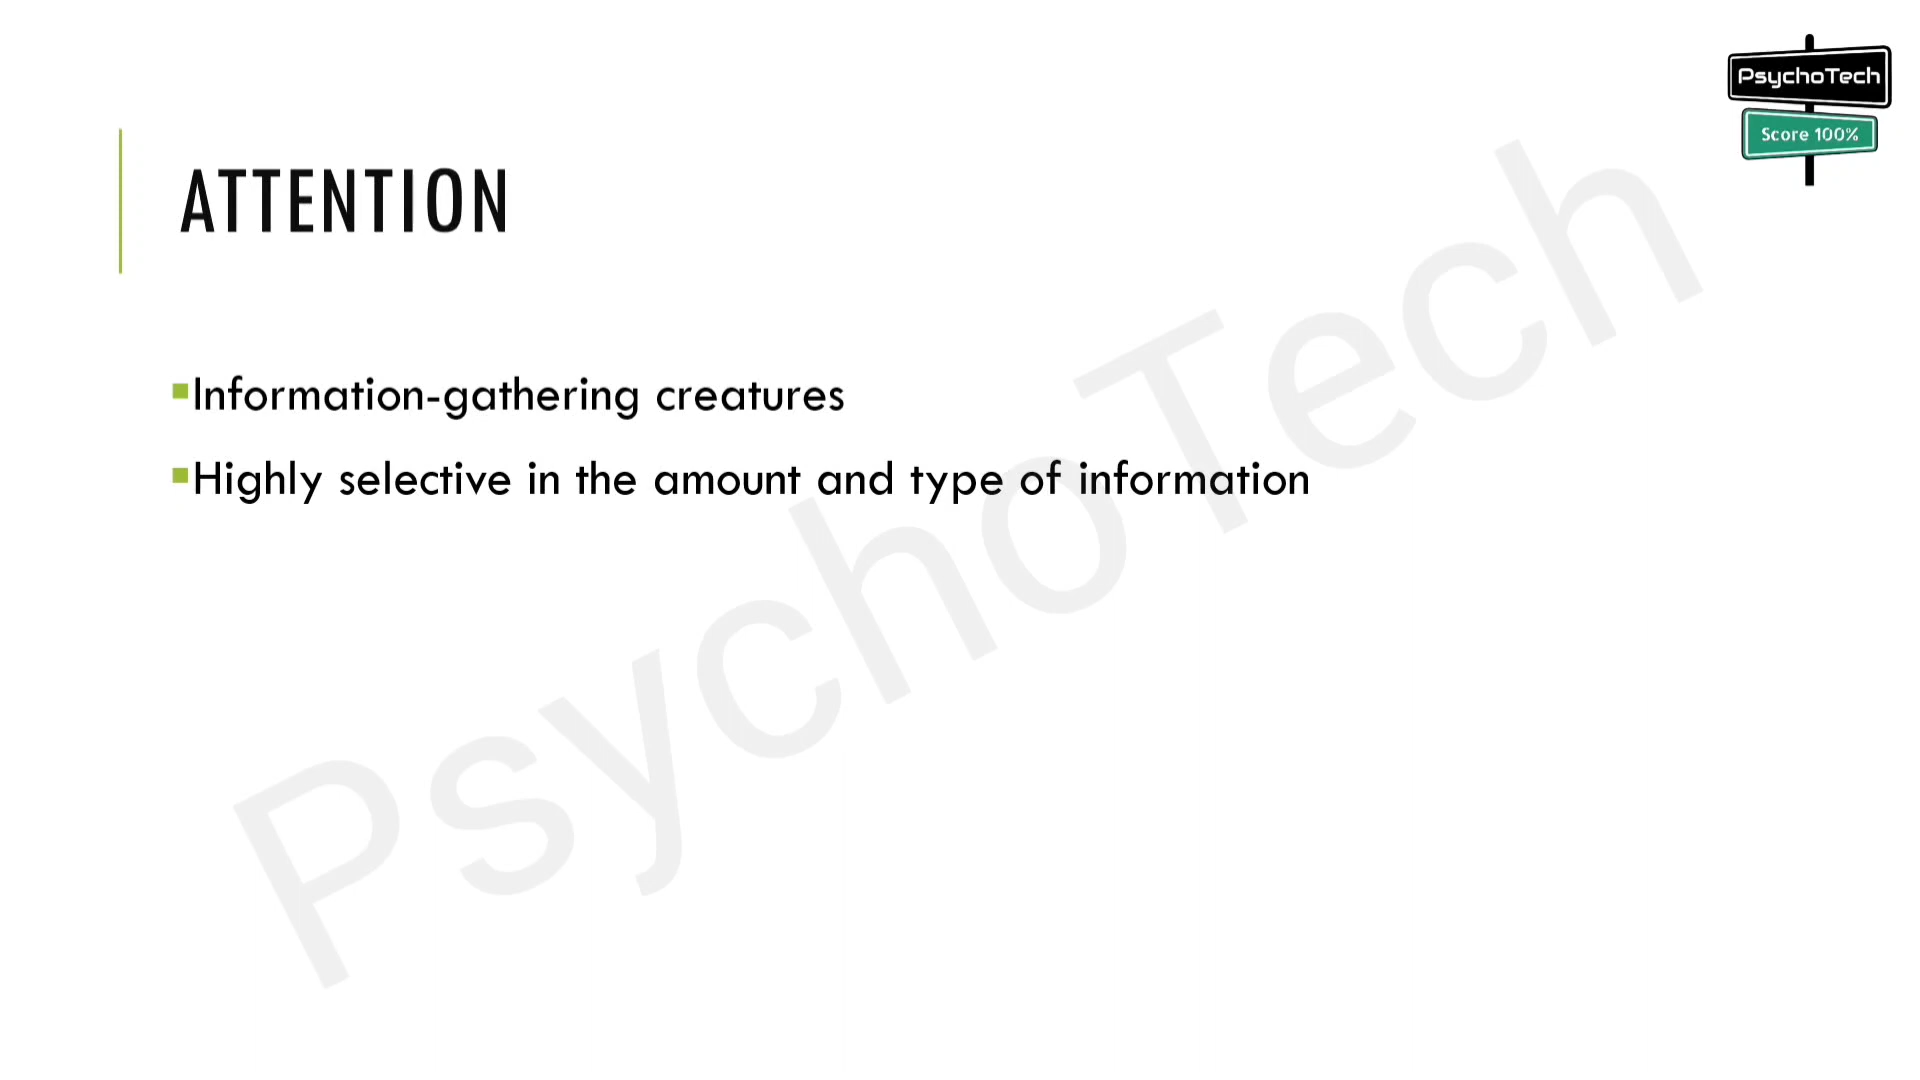 PsychoTech
Score 100%
ATTENTION
Information-gathering creatures
Highly selective in the amount and type of information
PsychoTech